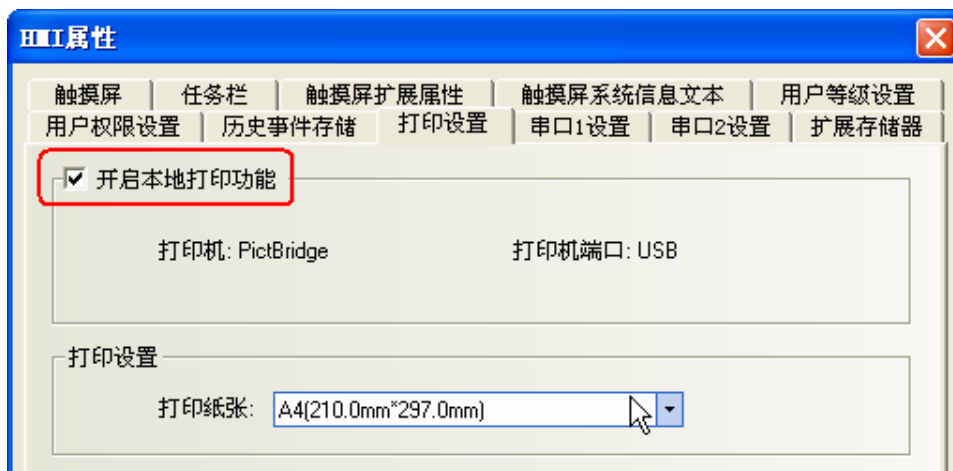 HMI属性
触摸屏 任务栏 触摸屏扩展属性 触摸屏系统信息文本 用户等级设置
用户权限设置 历史事件存储 打印设置 串口1设置 串口2设置 扩展存储器
开启本地打印功能
打印机: PictBridge 打印机端口: USB
打印设置
打印纸张: A4(210.0mm*297.0mm)